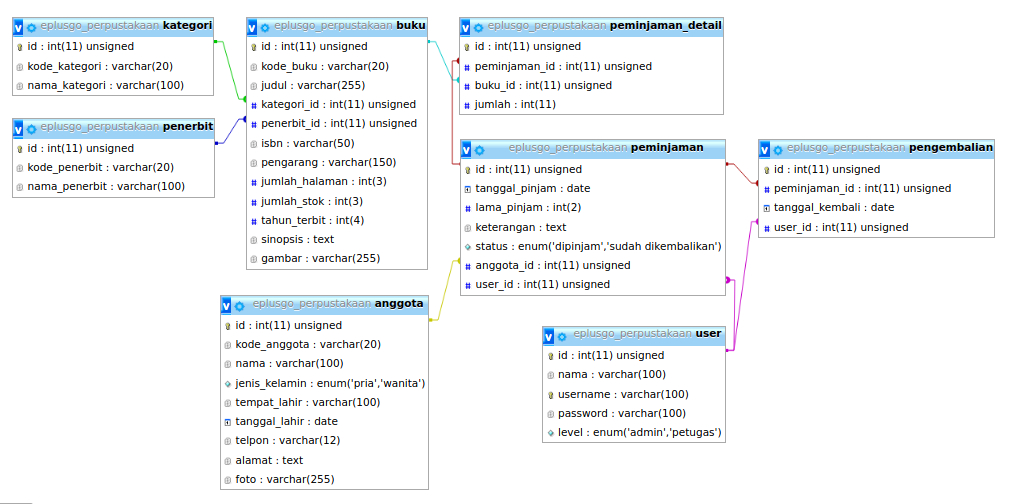 eplusgo_perpustakaan kategori
id : int(11) unsigned
kode_kategori : varchar(20)
nama_kategori : varchar(100)
eplusgo_perpustakaan penerbit
id : int(11) unsigned
kode_penerbit : varchar(20)
nama_penerbit : varchar(100)
eplusgo_perpustakaan buku
id : int(11) unsigned
kode_buku : varchar(20)
judul : varchar(255)
kategori_id : int(11) unsigned
penerbit_id : int(11) unsigned
isbn : varchar(50)
pengarang : varchar(150)
jumlah_halaman : int(3)
jumlah_stok : int(3)
tahun_terbit : int(4)
sinopsis : text
gambar : varchar(255)
eplusgo_perpustakaan peminjaman_detail
id : int(11) unsigned
peminjaman_id : int(11) unsigned
buku_id : int(11) unsigned
jumlah : int(11)
eplusgo_perpustakaan peminjaman
id : int(11) unsigned
tanggal_pinjam : date
lama_pinjam : int(2)
keterangan : text
status : enum('dipinjam','sudah dikembalikan')
anggota_id : int(11) unsigned
user_id : int(11) unsigned
eplusgo_perpustakaan pengembalian
id : int(11) unsigned
peminjaman_id : int(11) unsigned
tanggal_kembali : date
user_id : int(11) unsigned
eplusgo_perpustakaan anggota
id : int(11) unsigned
kode_anggota : varchar(20)
nama : varchar(100)
jenis_kelamin : enum('pria','wanita')
tempat_lahir : varchar(100)
tanggal_lahir : date
telpon : varchar(12)
alamat : text
foto : varchar(255)
eplusgo_perpustakaan user
id : int(11) unsigned
nama : varchar(100)
username : varchar(100)
password : varchar(100)
level : enum('admin','petugas')